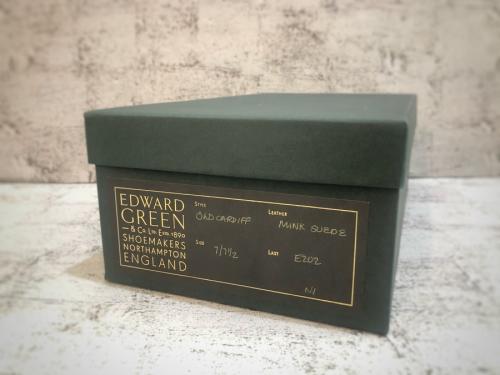 EDWARD
GREEN
& Co. Ltd. Estd. 1890
SHOEMAKERS
NORTHAMPTON
ENGLAND
STYLE
OLD CARDIFF
LEATHER
MINK SUEDE
SIZE
7/7½
LAST
E202